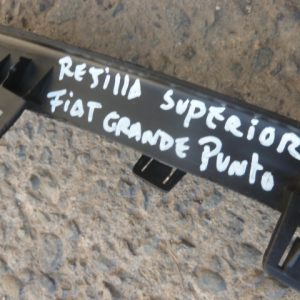 REJILLA SUPERIOR
FIAT GRANDE PUNTO